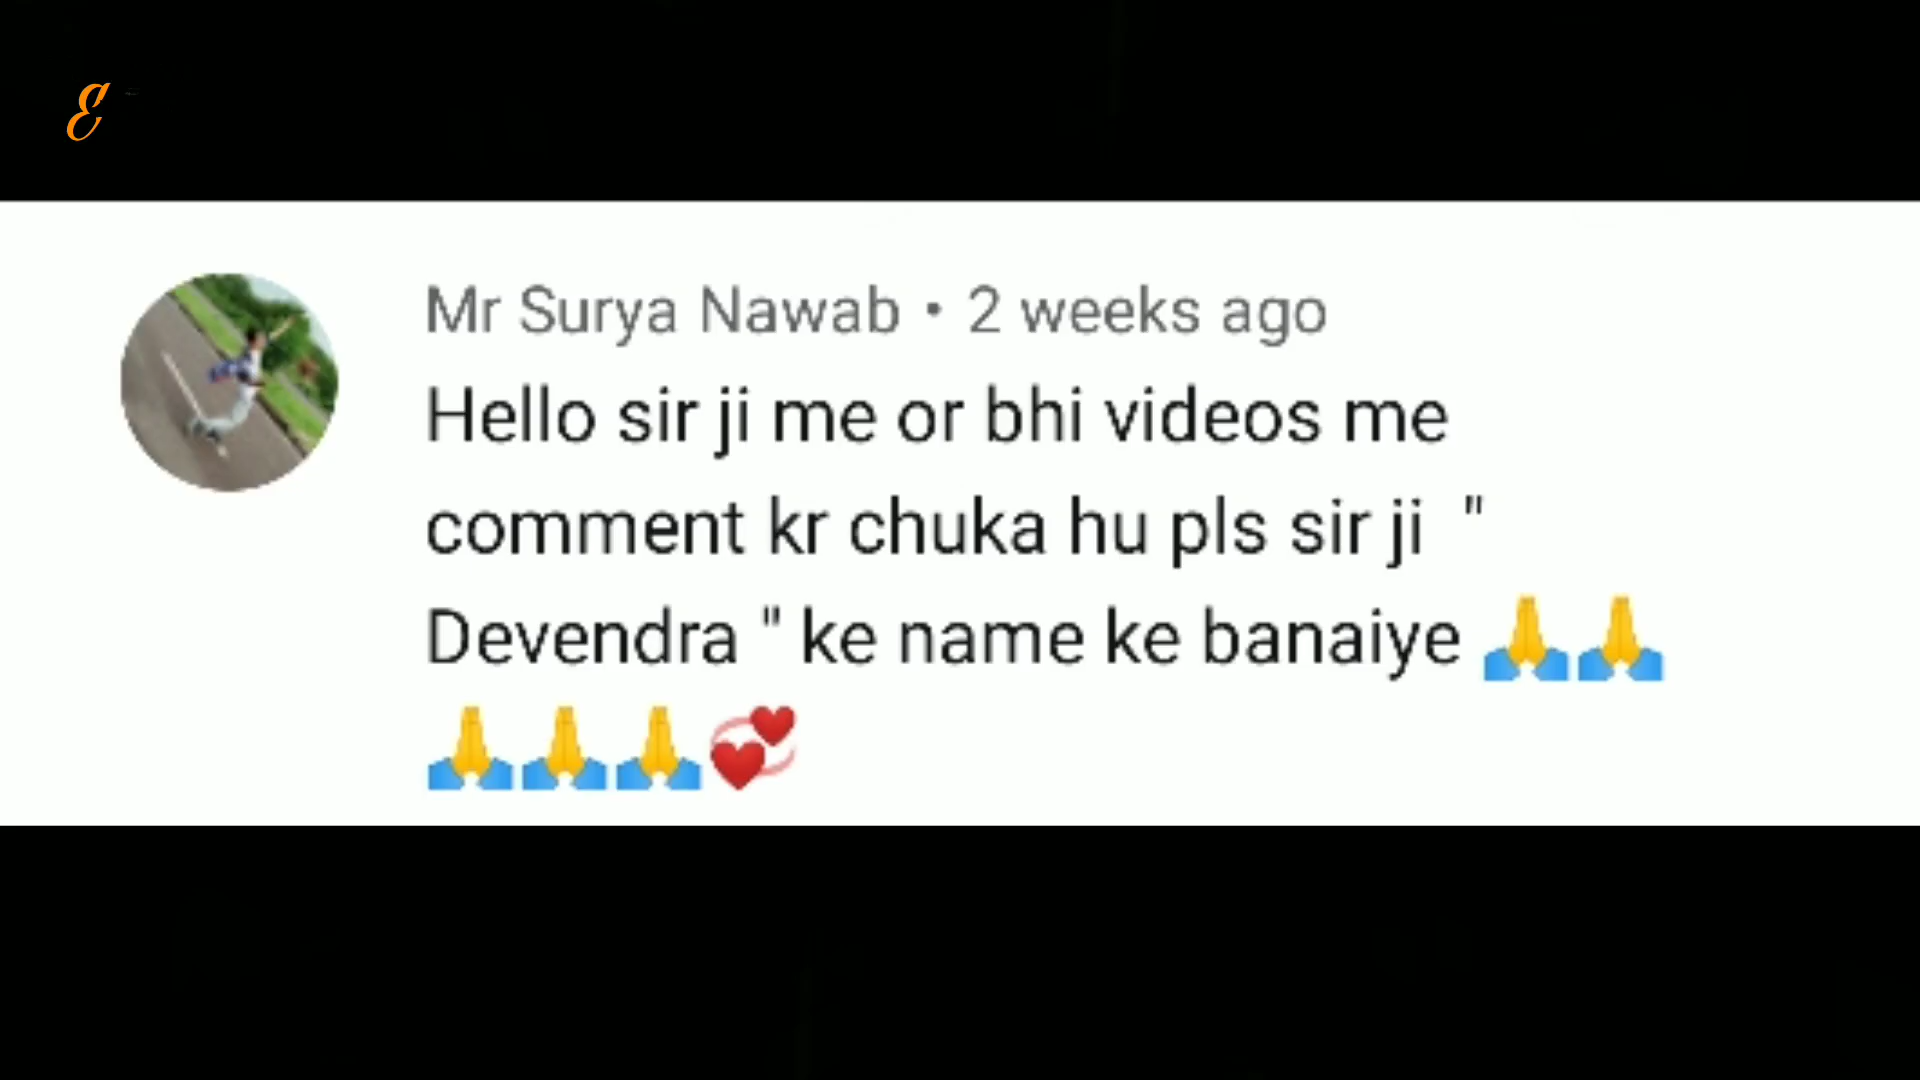 E
Mr Surya Nawab • 2 weeks ago
Hello sir ji me or bhi videos me
comment kr chuka hu pls sir ji "
Devendra " ke name ke banaiye 🙏🙏
🙏🙏🙏💞